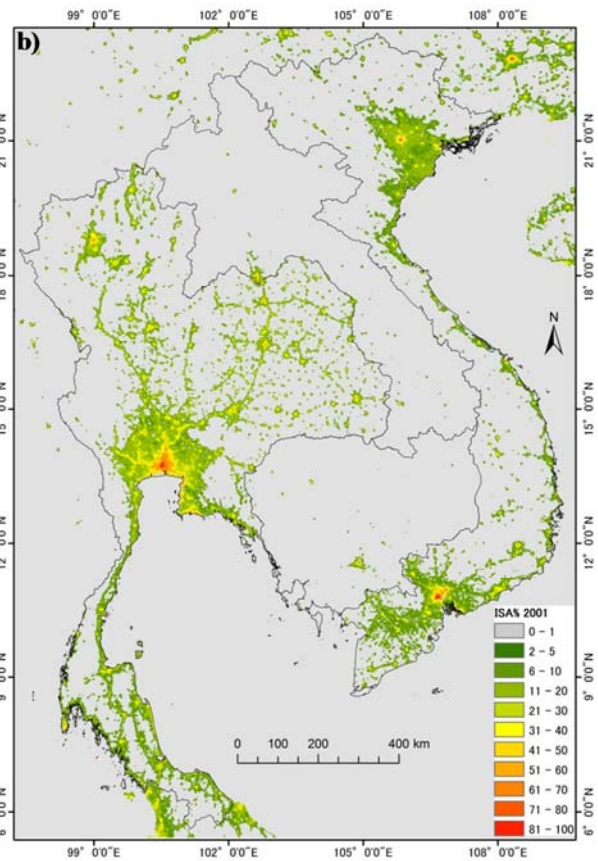 b)
99° 0'0"E 102° 0'0"E 105° 0'0"E 108° 0'0"E
21° 0'0"N
18° 0'0"N
15° 0'0"N
12° 0'0"N
9° 0'0"N
6° 0'0"N
N
ISA% 2001
0 - 1
2 - 5
6 - 10
11 - 20
21 - 30
31 - 40
41 - 50
51 - 60
61 - 70
71 - 80
81 - 100
0 100 200 400 km
99° 0'0"E 102° 0'0"E 105° 0'0"E 108° 0'0"E